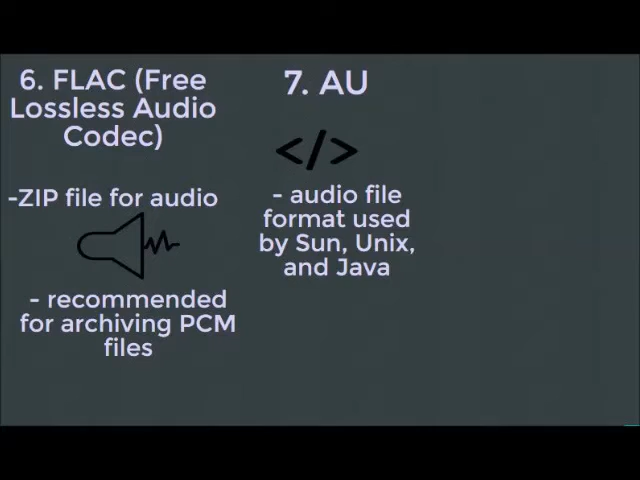 6. FLAC (Free
Lossless Audio
Codec)
-ZIP file for audio
- recommended
for archiving PCM
files
7. AU
</>
- audio file
format used
by Sun, Unix,
and Java